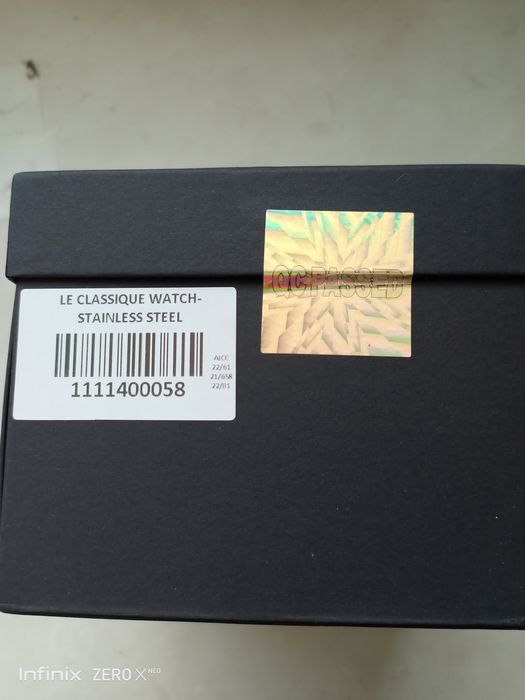 QC.PASSED
LE CLASSIQUE WATCH-
STAINLESS STEEL
AICC
22/61
21/658
22/01
1111400058
Infinix ZERO X NEO